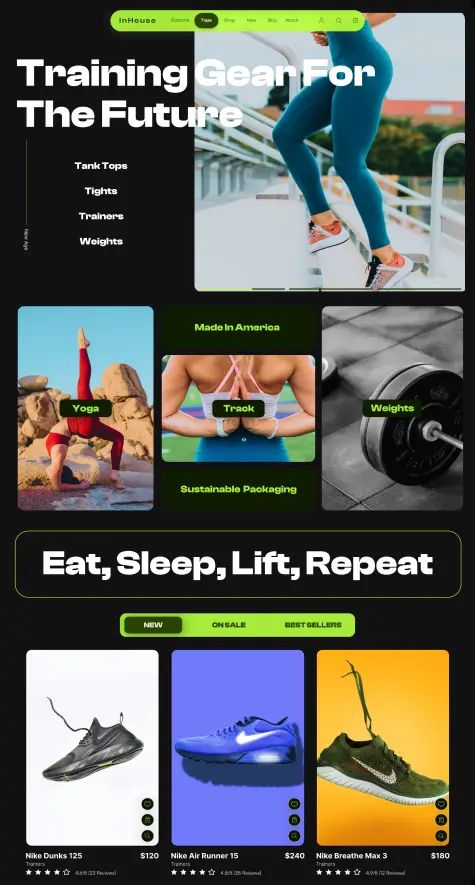 InHouse
Bottoms Tops Shop New Blog About
Training Gear For
The Future
Tank Tops
Tights
Trainers
Weights
New Age
Made In America
Yoga
Track
Weights
Sustainable Packaging
Eat, Sleep, Lift, Repeat
NEW ON SALE BEST SELLERS
Nike Dunks 125 $120
Trainers
4.6/5 (23 Reviews)
Nike Air Runner 15 $240
Trainers
4.8/5 (35 Reviews)
Nike Breathe Max 3 $180
Trainers
4.9/5 (12 Reviews)